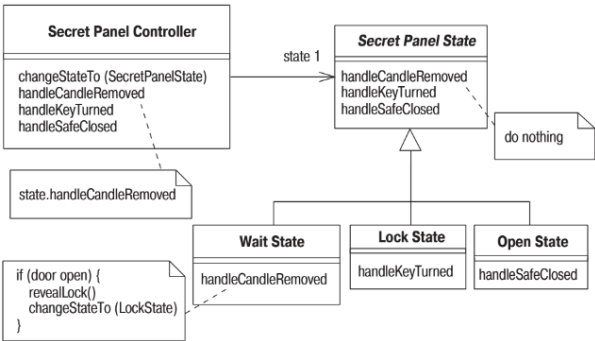 Secret Panel Controller
changeStateTo (SecretPanelState)
handleCandleRemoved
handleKeyTurned
handleSafeClosed
state 1
Secret Panel State
handleCandleRemoved
handleKeyTurned
handleSafeClosed
do nothing
state.handleCandleRemoved
Wait State
handleCandleRemoved
Lock State
handleKeyTurned
Open State
handleSafeClosed
if (door open) {
revealLock()
changeStateTo (LockState)
}